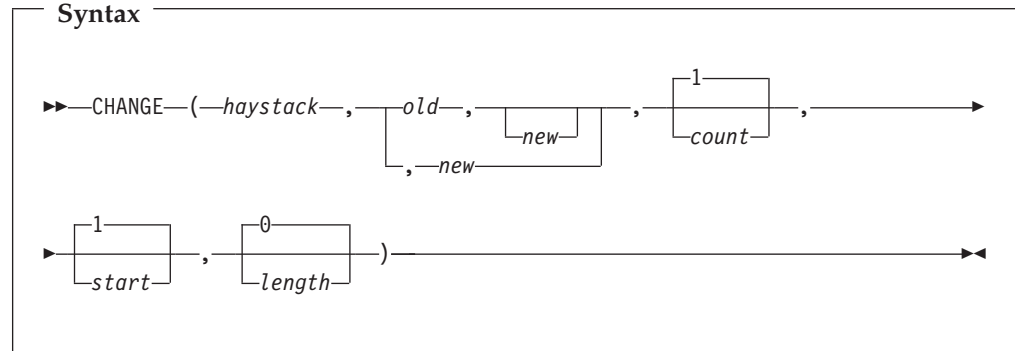 Syntax
1
CHANGE ( haystack , old , new , count ,
, new
1 0
start , length )